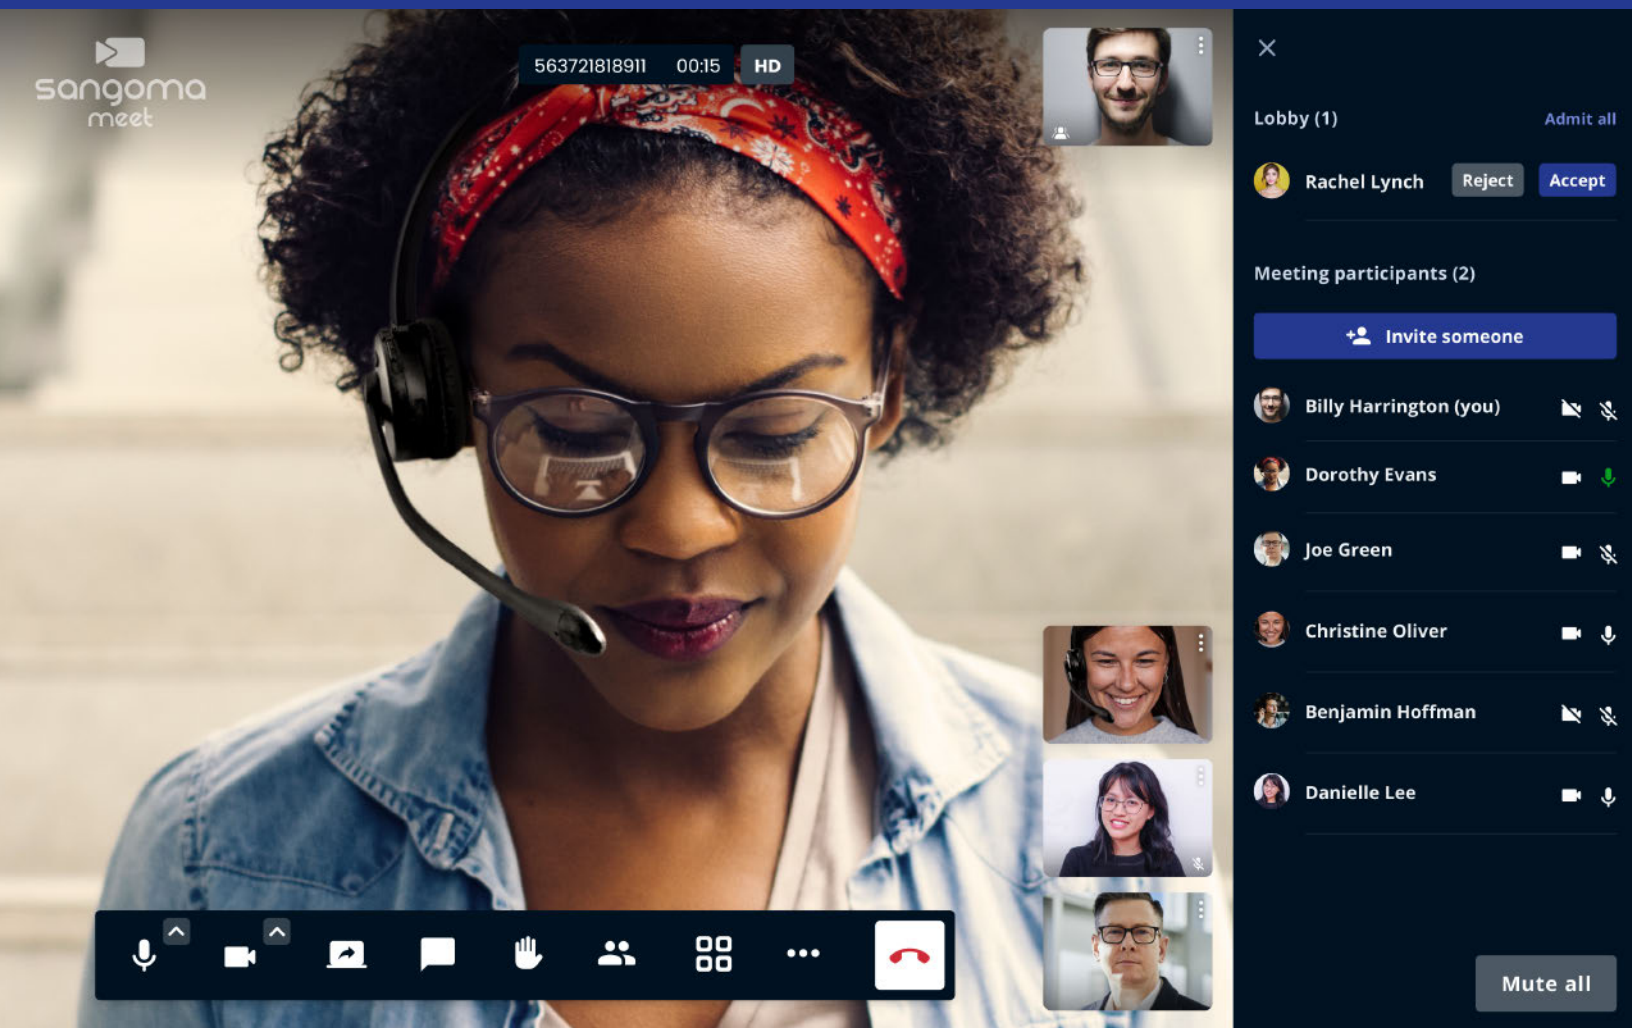 sangoma
meet
563721818911 00:15 HD
Lobby (1) Admit all
Rachel Lynch Reject Accept
Meeting participants (2)
Invite someone
Billy Harrington (you)
Dorothy Evans
Joe Green
Christine Oliver
Benjamin Hoffman
Danielle Lee
Mute all